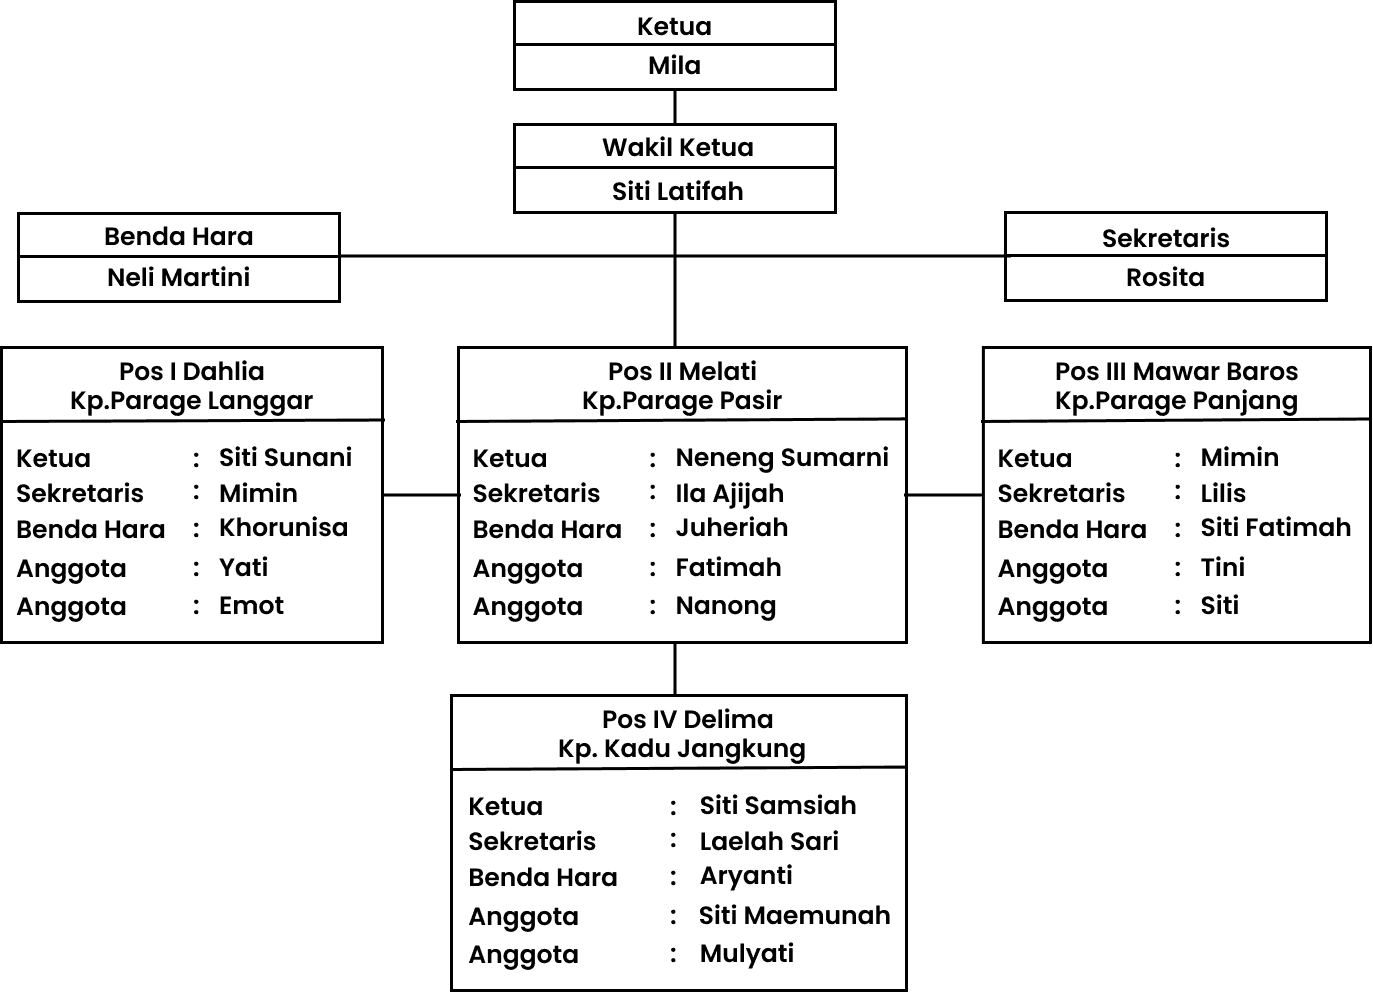 Ketua
Mila
Wakil Ketua
Siti Latifah
Benda Hara
Neli Martini
Sekretaris
Rosita
Pos I Dahlia
Kp.Parage Langgar
Ketua : Siti Sunani
Sekretaris : Mimin
Benda Hara : Khorunisa
Anggota : Yati
Anggota : Emot
Pos II Melati
Kp.Parage Pasir
Ketua : Neneng Sumarni
Sekretaris : Ila Ajijah
Benda Hara : Juheriah
Anggota : Fatimah
Anggota : Nanong
Pos III Mawar Baros
Kp.Parage Panjang
Ketua : Mimin
Sekretaris : Lilis
Benda Hara : Siti Fatimah
Anggota : Tini
Anggota : Siti
Pos IV Delima
Kp. Kadu Jangkung
Ketua : Siti Samsiah
Sekretaris : Laelah Sari
Benda Hara : Aryanti
Anggota : Siti Maemunah
Anggota : Mulyati